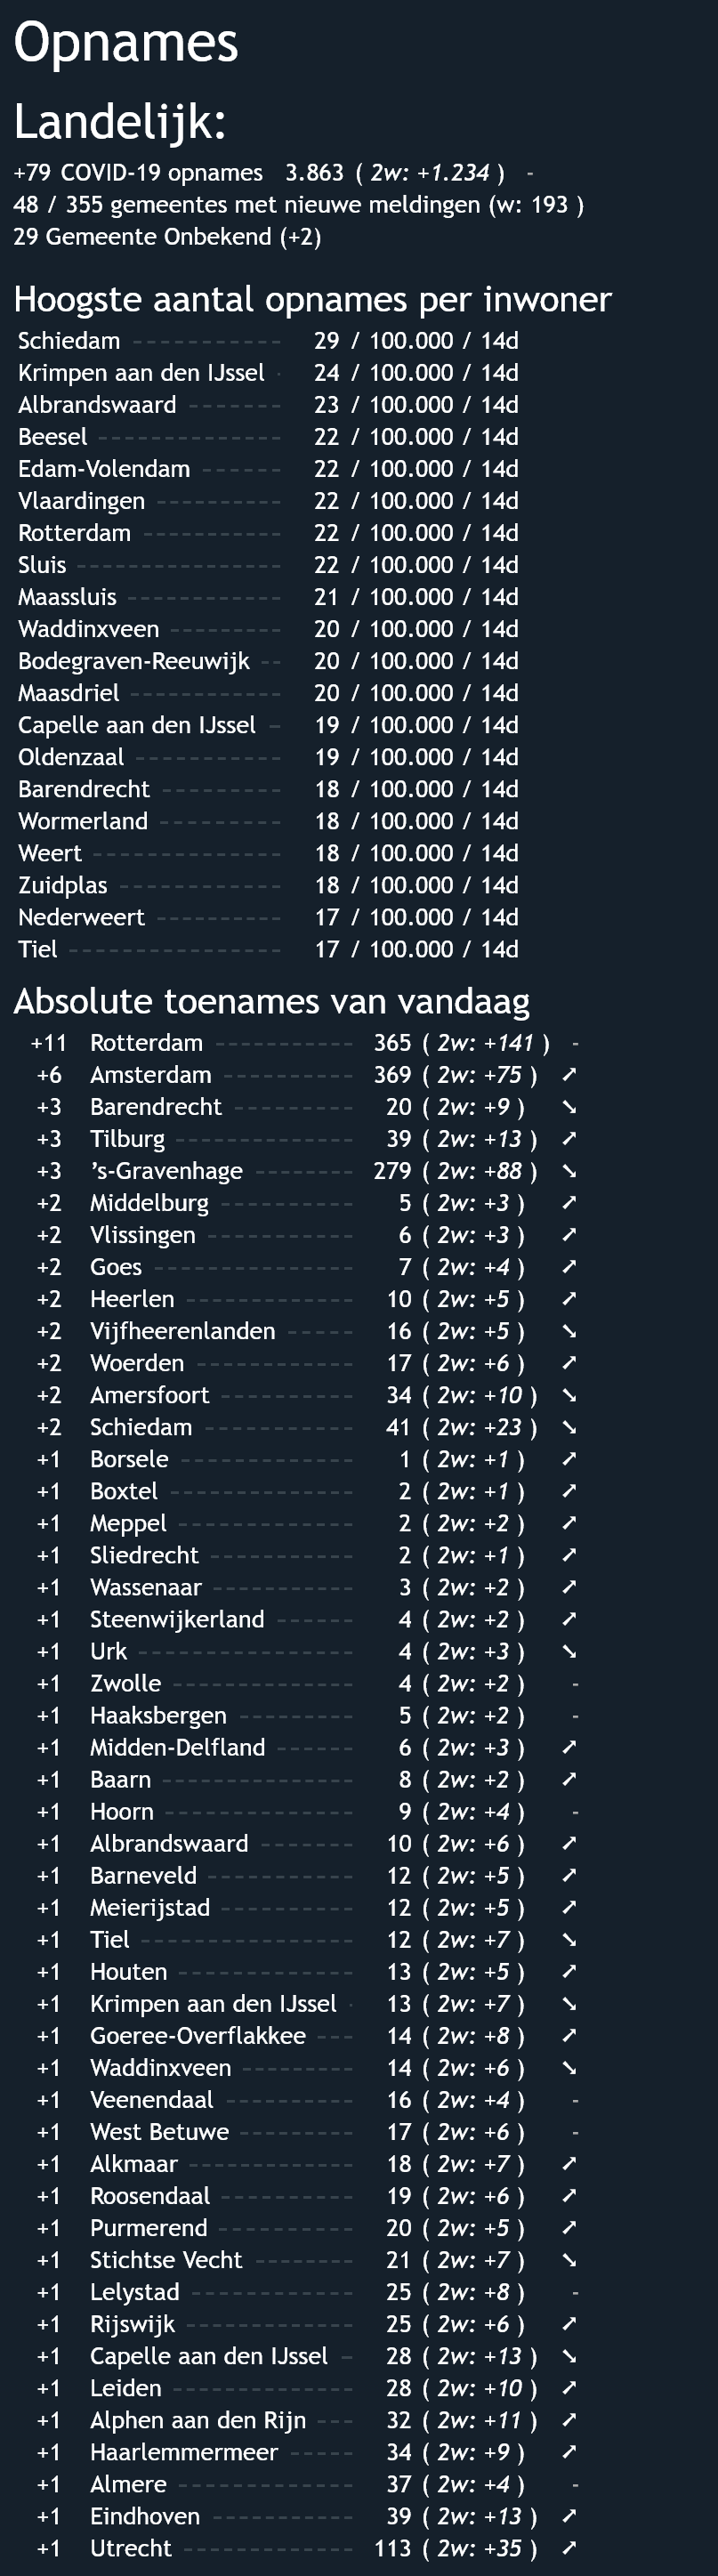 Opnames
Landelijk:
+79 COVID-19 opnames 3.863 ( 2w: +1.234 ) -
48 / 355 gemeentes met nieuwe meldingen (w: 193 )
29 Gemeente Onbekend (+2)
Hoogste aantal opnames per inwoner
Schiedam ----------- 29 / 100.000 / 14d
Krimpen aan den IJssel · 24 / 100.000 / 14d
Albrandswaard ------- 23 / 100.000 / 14d
Beesel -------------- 22 / 100.000 / 14d
Edam-Volendam ------ 22 / 100.000 / 14d
Vlaardingen --------- 22 / 100.000 / 14d
Rotterdam ---------- 22 / 100.000 / 14d
Sluis ---------------- 22 / 100.000 / 14d
Maassluis ----------- 21 / 100.000 / 14d
Waddinxveen -------- 20 / 100.000 / 14d
Bodegraven-Reeuwijk -- 20 / 100.000 / 14d
Maasdriel ----------- 20 / 100.000 / 14d
Capelle aan den IJssel - 19 / 100.000 / 14d
Oldenzaal ----------- 19 / 100.000 / 14d
Barendrecht --------- 18 / 100.000 / 14d
Wormerland --------- 18 / 100.000 / 14d
Weert -------------- 18 / 100.000 / 14d
Zuidplas ------------ 18 / 100.000 / 14d
Nederweert --------- 17 / 100.000 / 14d
Tiel ---------------- 17 / 100.000 / 14d
Absolute toenames van vandaag
+11 Rotterdam ----------- 365 ( 2w: +141 ) -
+6 Amsterdam ---------- 369 ( 2w: +75 ) ➚
+3 Barendrecht --------- 20 ( 2w: +9 ) ➘
+3 Tilburg -------------- 39 ( 2w: +13 ) ➚
+3 ’s-Gravenhage -------- 279 ( 2w: +88 ) ➘
+2 Middelburg ---------- 5 ( 2w: +3 ) ➚
+2 Vlissingen ----------- 6 ( 2w: +3 ) ➚
+2 Goes --------------- 7 ( 2w: +4 ) ➚
+2 Heerlen ------------ 10 ( 2w: +5 ) ➚
+2 Vijfheerenlanden ----- 16 ( 2w: +5 ) ➘
+2 Woerden ------------ 17 ( 2w: +6 ) ➚
+2 Amersfoort ---------- 34 ( 2w: +10 ) ➘
+2 Schiedam ------------ 41 ( 2w: +23 ) ➘
+1 Borsele ------------- 1 ( 2w: +1 ) ➚
+1 Boxtel -------------- 2 ( 2w: +1 ) ➚
+1 Meppel ------------- 2 ( 2w: +2 ) ➚
+1 Sliedrecht ----------- 2 ( 2w: +1 ) ➚
+1 Wassenaar ----------- 3 ( 2w: +2 ) ➚
+1 Steenwijkerland ------ 4 ( 2w: +2 ) ➚
+1 Urk ----------------- 4 ( 2w: +3 ) ➘
+1 Zwolle -------------- 4 ( 2w: +2 ) -
+1 Haaksbergen --------- 5 ( 2w: +2 ) -
+1 Midden-Delfland ------ 6 ( 2w: +3 ) ➚
+1 Baarn --------------- 8 ( 2w: +2 ) ➚
+1 Hoorn -------------- 9 ( 2w: +4 ) -
+1 Albrandswaard ------- 10 ( 2w: +6 ) ➚
+1 Barneveld ----------- 12 ( 2w: +5 ) ➚
+1 Meierijstad ---------- 12 ( 2w: +5 ) ➚
+1 Tiel ---------------- 12 ( 2w: +7 ) ➘
+1 Houten ------------- 13 ( 2w: +5 ) ➚
+1 Krimpen aan den IJssel · 13 ( 2w: +7 ) ➘
+1 Goeree-Overflakkee --- 14 ( 2w: +8 ) ➚
+1 Waddinxveen --------- 14 ( 2w: +6 ) ➘
+1 Veenendaal ---------- 16 ( 2w: +4 ) -
+1 West Betuwe --------- 17 ( 2w: +6 ) -
+1 Alkmaar ------------ 18 ( 2w: +7 ) ➚
+1 Roosendaal ---------- 19 ( 2w: +6 ) ➚
+1 Purmerend ---------- 20 ( 2w: +5 ) ➚
+1 Stichtse Vecht -------- 21 ( 2w: +7 ) ➘
+1 Lelystad ------------ 25 ( 2w: +8 ) -
+1 Rijswijk ------------- 25 ( 2w: +6 ) ➚
+1 Capelle aan den IJssel - 28 ( 2w: +13 ) ➘
+1 Leiden -------------- 28 ( 2w: +10 ) ➚
+1 Alphen aan den Rijn --- 32 ( 2w: +11 ) ➚
+1 Haarlemmermeer ----- 34 ( 2w: +9 ) ➚
+1 Almere ------------- 37 ( 2w: +4 ) -
+1 Eindhoven ----------- 39 ( 2w: +13 ) ➚
+1 Utrecht ------------- 113 ( 2w: +35 ) ➚